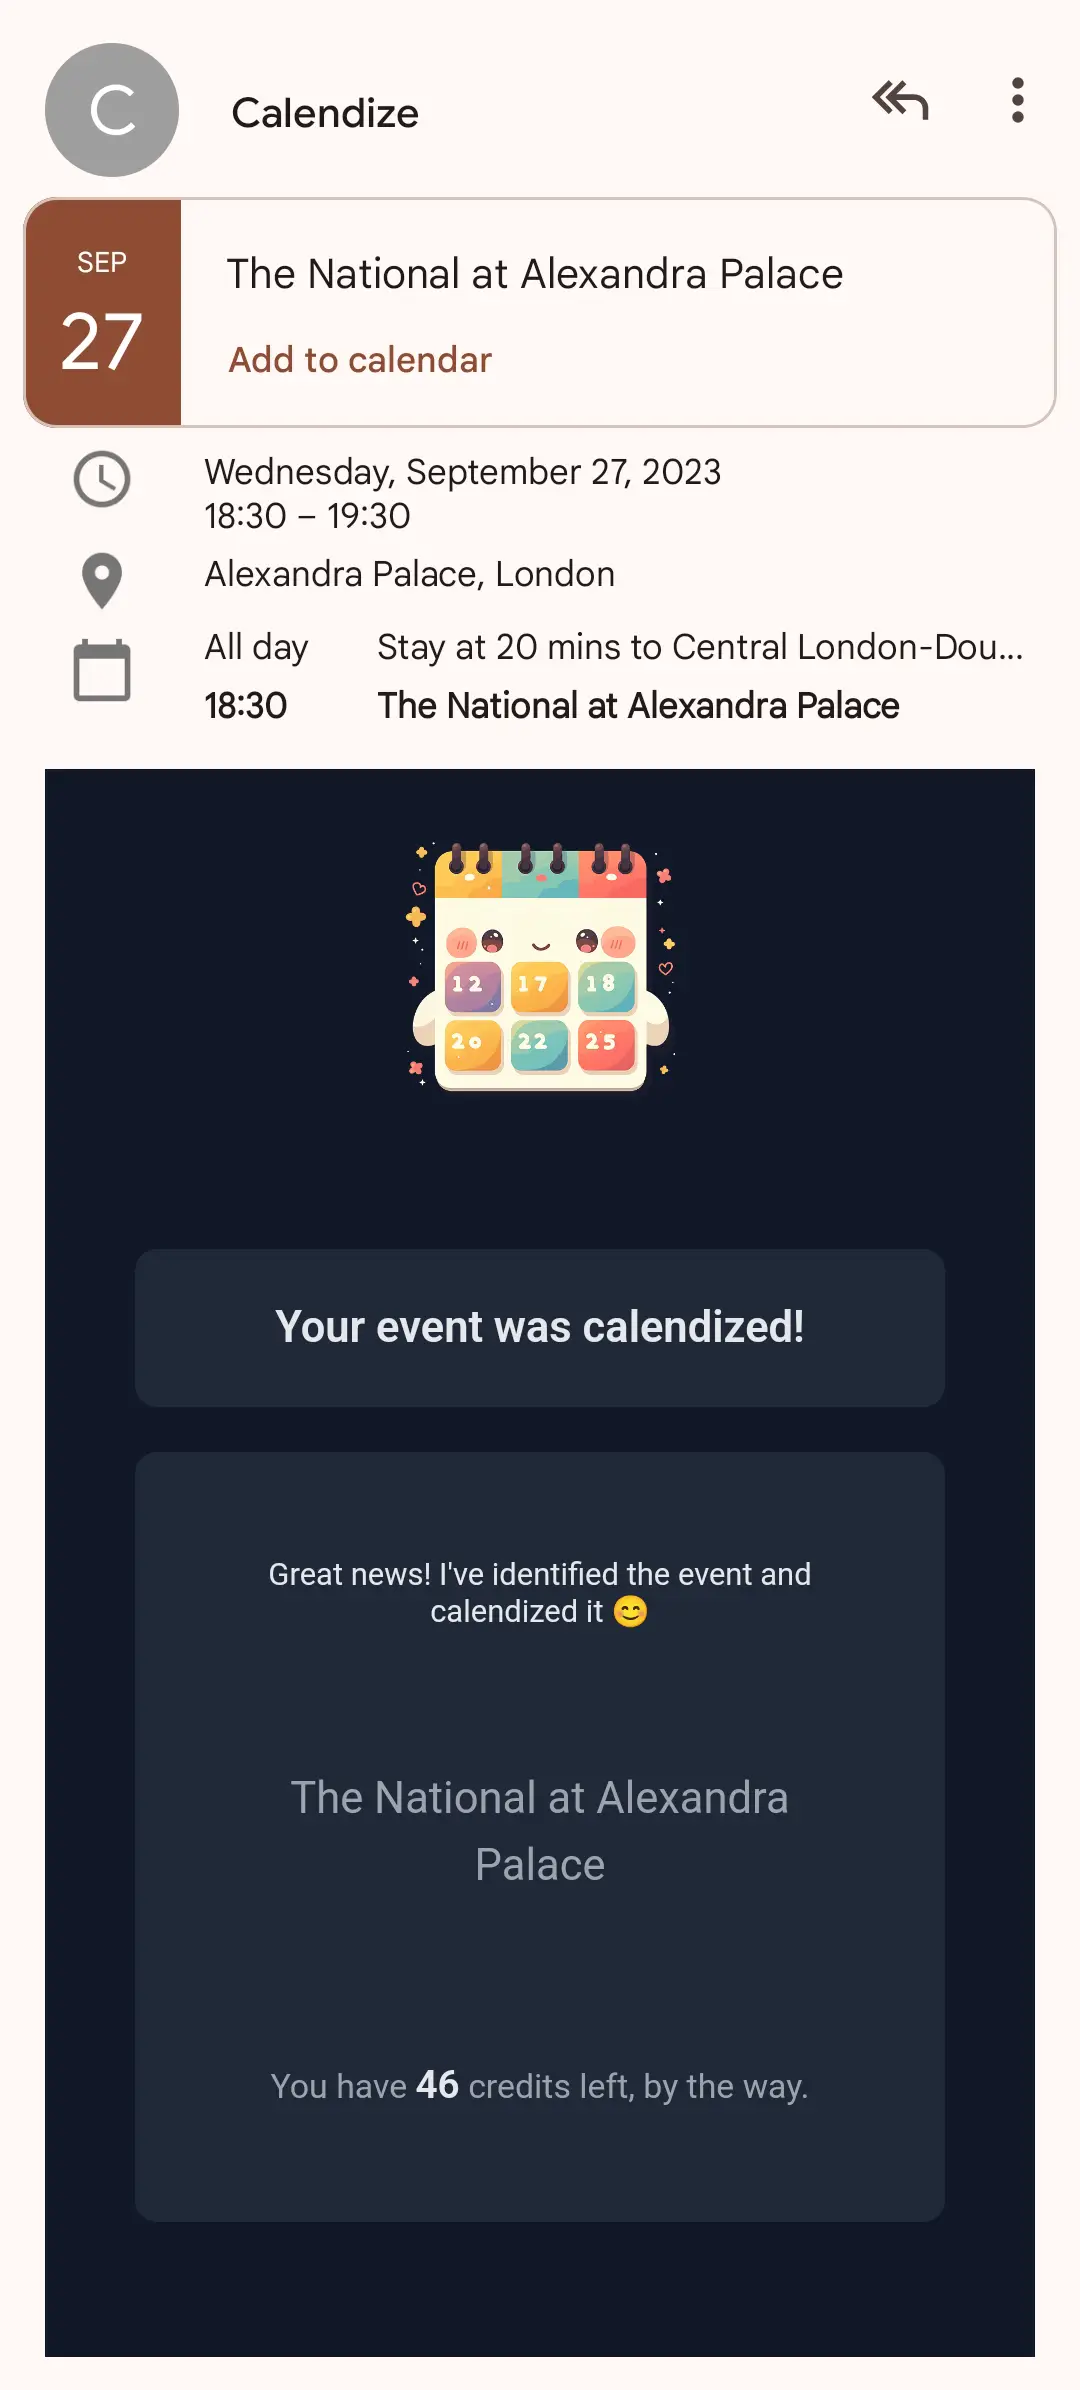 C
Calendize
SEP
27
The National at Alexandra Palace
Add to calendar
Wednesday, September 27, 2023
18:30 – 19:30
Alexandra Palace, London
All day Stay at 20 mins to Central London-Dou...
18:30 The National at Alexandra Palace
12 17 18
20 22 25
Your event was calendized!
Great news! I've identified the event and
calendized it 😊
The National at Alexandra
Palace
You have 46 credits left, by the way.